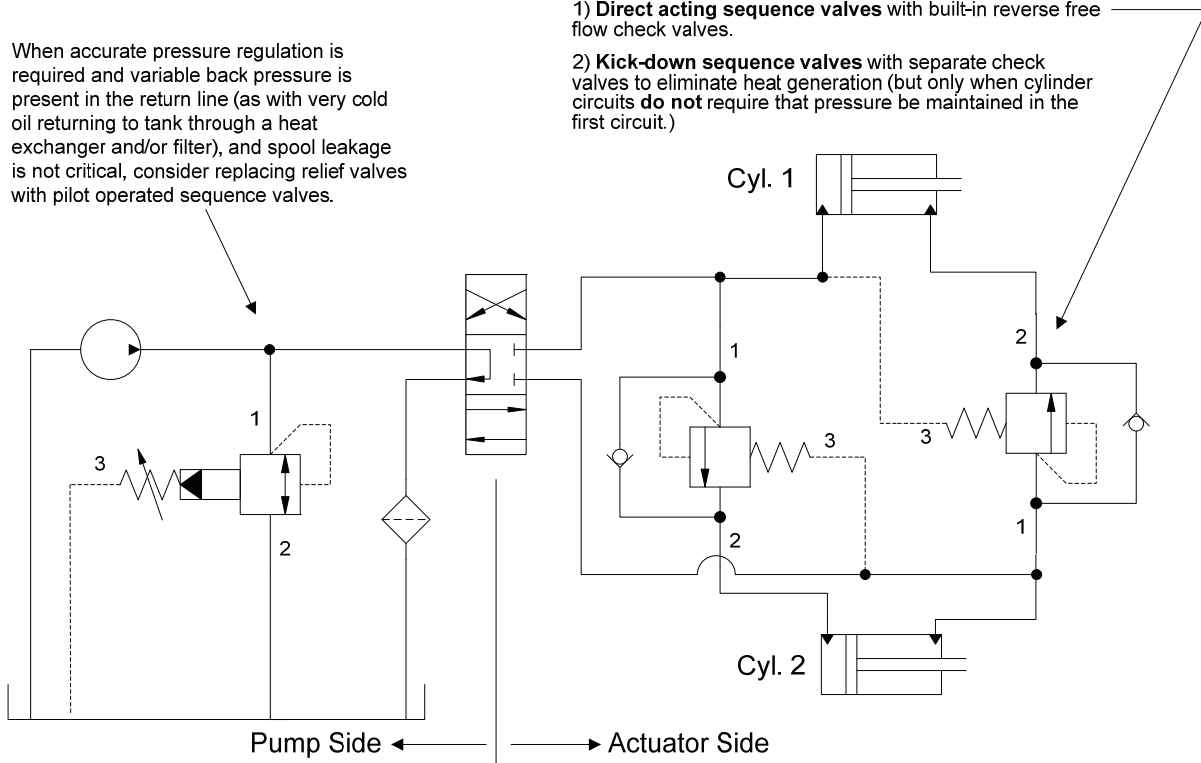 When accurate pressure regulation is
required and variable back pressure is
present in the return line (as with very cold
oil returning to tank through a heat
exchanger and/or filter), and spool leakage
is not critical, consider replacing relief valves
with pilot operated sequence valves.
1) Direct acting sequence valves with built-in reverse free
flow check valves.
2) Kick-down sequence valves with separate check
valves to eliminate heat generation (but only when cylinder
circuits do not require that pressure be maintained in the
first circuit.)
Cyl. 1
1
2
3
1
2
3
2
3
1
Cyl. 2
Pump Side
Actuator Side